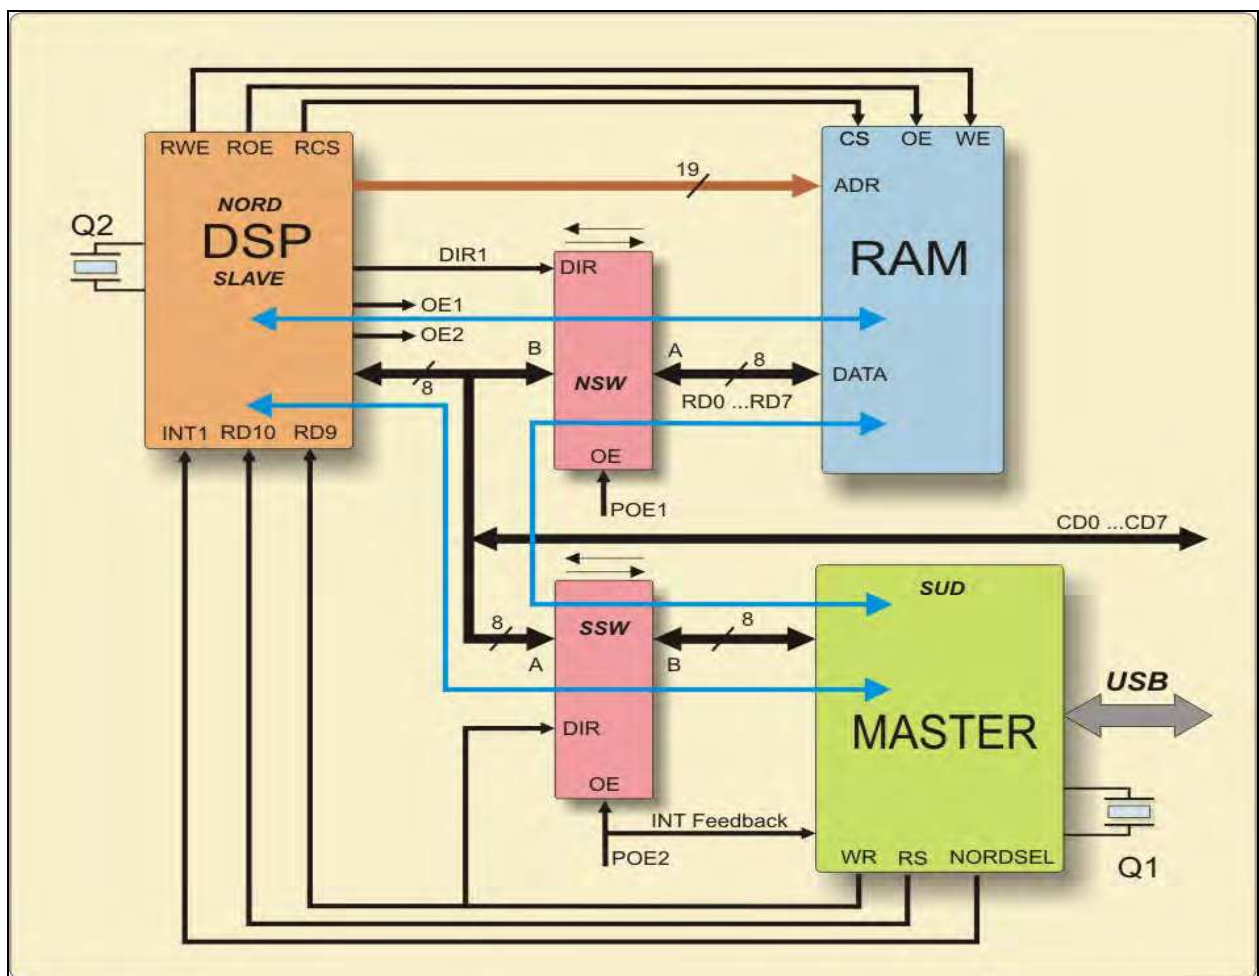 RWE ROE RCS
CS OE WE
19
ADR
NORD
DSP
SLAVE
Q2
RAM
DIR1
DIR
OE1
OE2
B
A
8
8
NSW
DATA
RD0 ...RD7
INT1 RD10 RD9
OE
POE1
CD0 ...CD7
SUD
SSW
8
8
A
B
USB
MASTER
DIR
OE
INT Feedback
POE2
WR RS NORDSEL
Q1